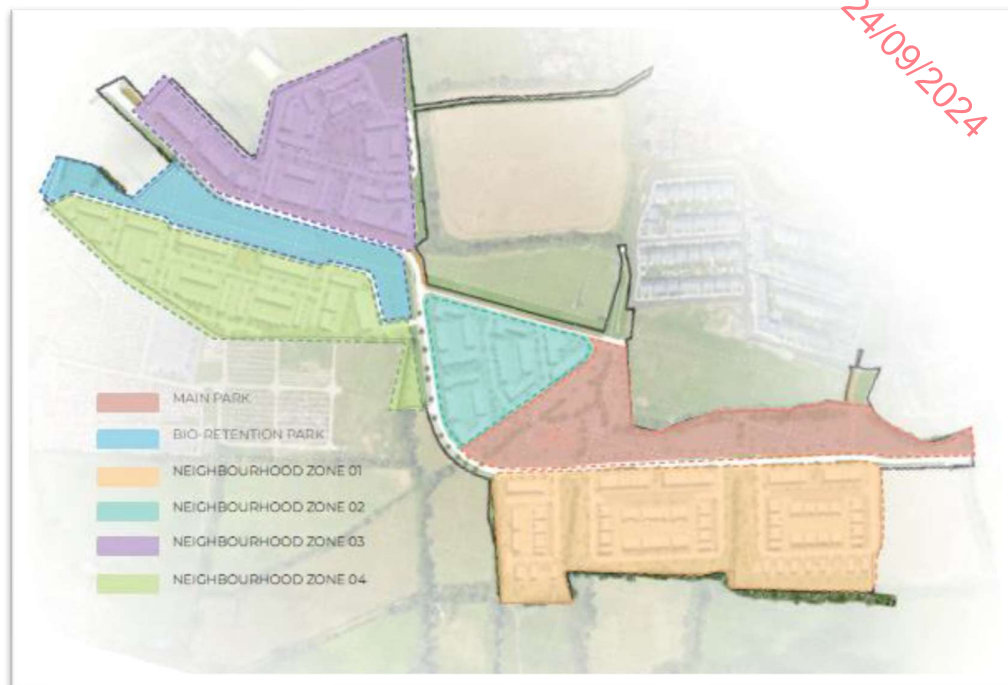 24/09/2024
MAIN PARK
BIO-RETENTION PARK
NEIGHBOURHOOD ZONE 01
NEIGHBOURHOOD ZONE 02
NEIGHBOURHOOD ZONE 03
NEIGHBOURHOOD ZONE 04